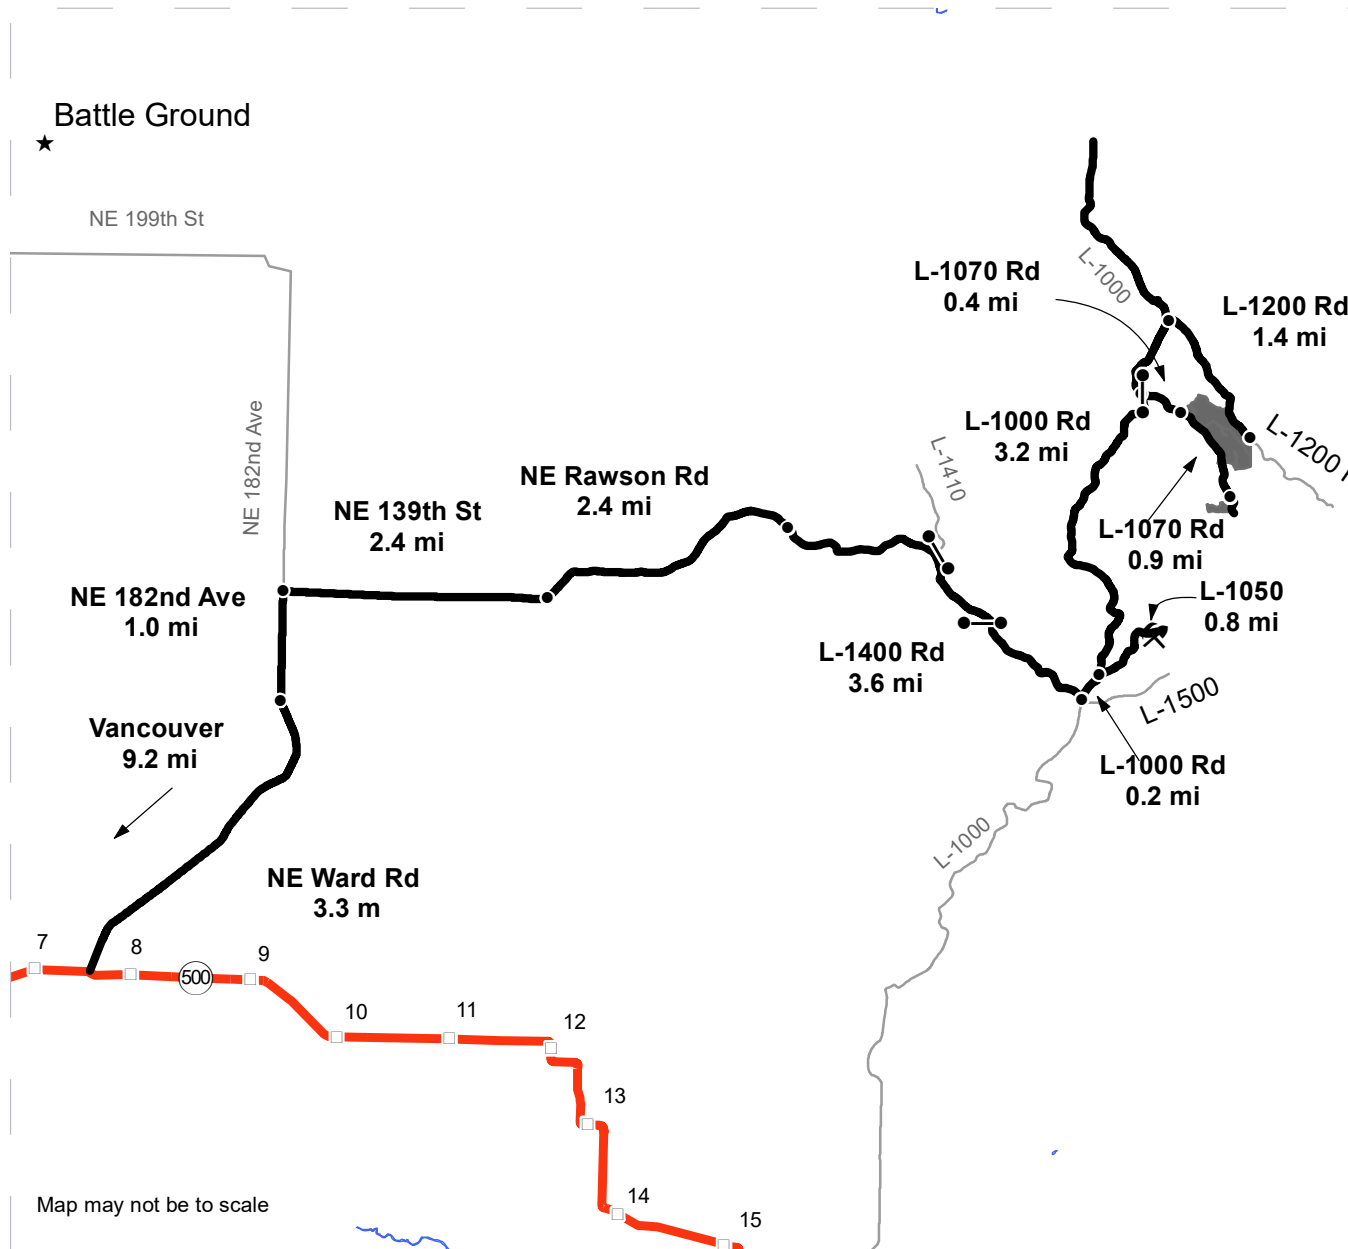 Battle Ground
NE 199th St
L-1000
L-1070 Rd
0.4 mi
L-1200 Rd
1.4 mi
L-1000 Rd
3.2 mi
L-1200
L-1410
NE 182nd Ave
NE Rawson Rd
2.4 mi
NE 139th St
2.4 mi
L-1070 Rd
0.9 mi
L-1050
0.8 mi
NE 182nd Ave
1.0 mi
L-1400 Rd
3.6 mi
L-1500
Vancouver
9.2 mi
L-1000 Rd
0.2 mi
L-1000
NE Ward Rd
3.3 m
7
8
500
9
10
11
12
13
14
15
Map may not be to scale